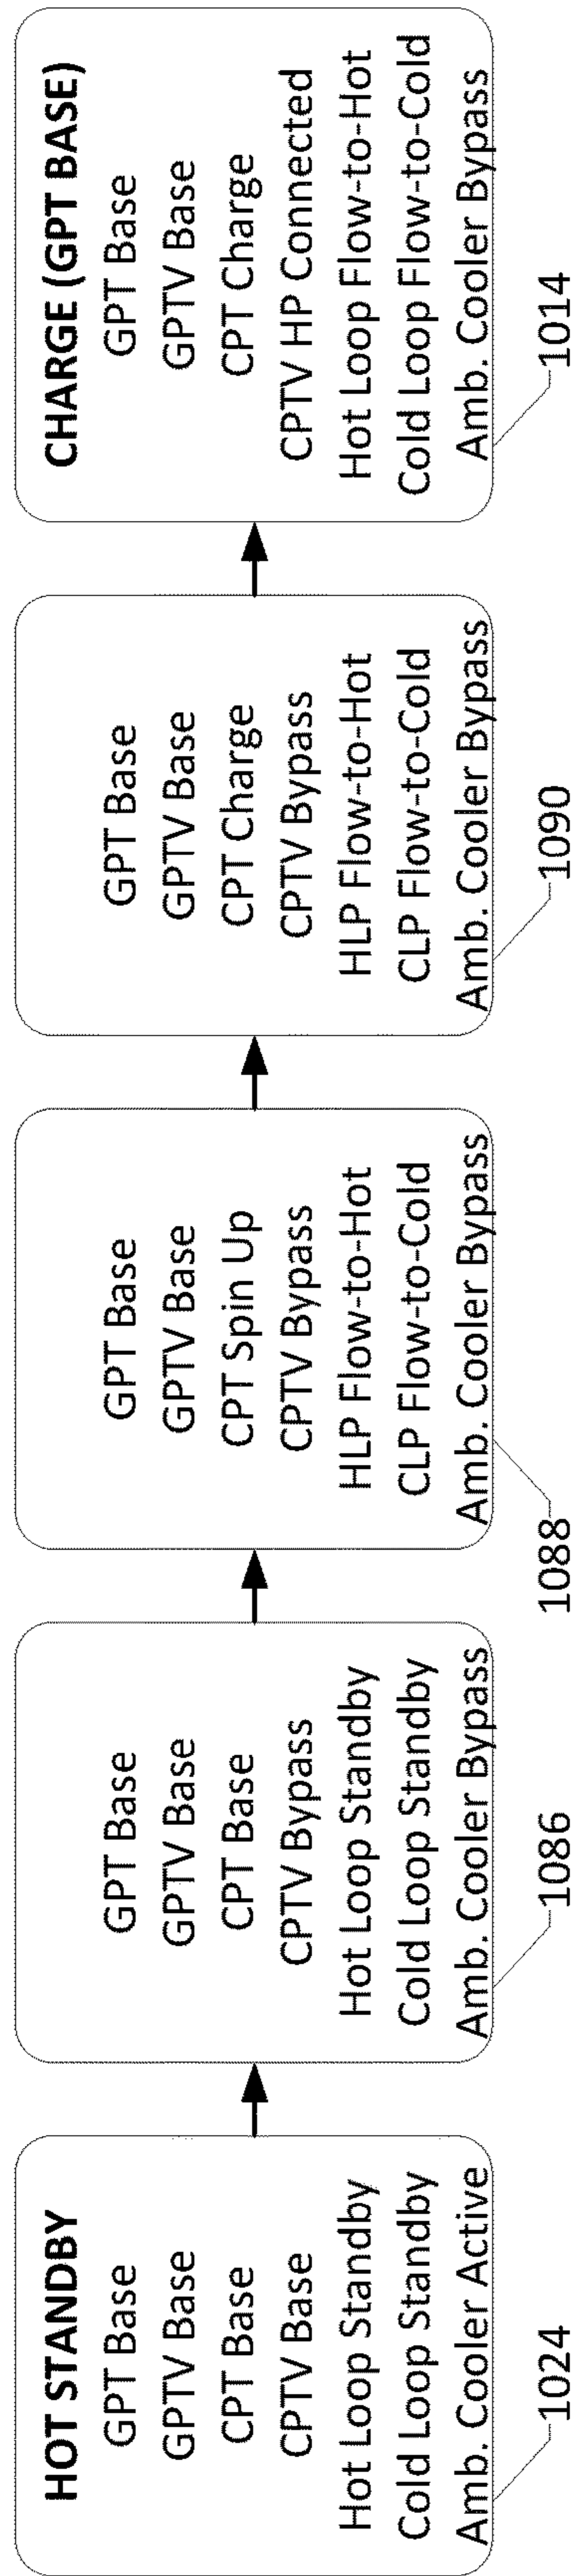 HOT STANDBY
GPT Base
GPTV Base
CPT Base
CPTV Base
Hot Loop Standby
Cold Loop Standby
Amb. Cooler Active
1024
GPT Base
GPTV Base
CPT Base
CPTV Bypass
Hot Loop Standby
Cold Loop Standby
Amb. Cooler Bypass
1086
GPT Base
GPTV Base
CPT Spin Up
CPTV Bypass
HLP Flow-to-Hot
CLP Flow-to-Cold
Amb. Cooler Bypass
1088
GPT Base
GPTV Base
CPT Charge
CPTV Bypass
HLP Flow-to-Hot
CLP Flow-to-Cold
Amb. Cooler Bypass
1090
CHARGE (GPT BASE)
GPT Base
GPTV Base
CPT Charge
CPTV HP Connected
Hot Loop Flow-to-Hot
Cold Loop Flow-to-Cold
Amb. Cooler Bypass
1014